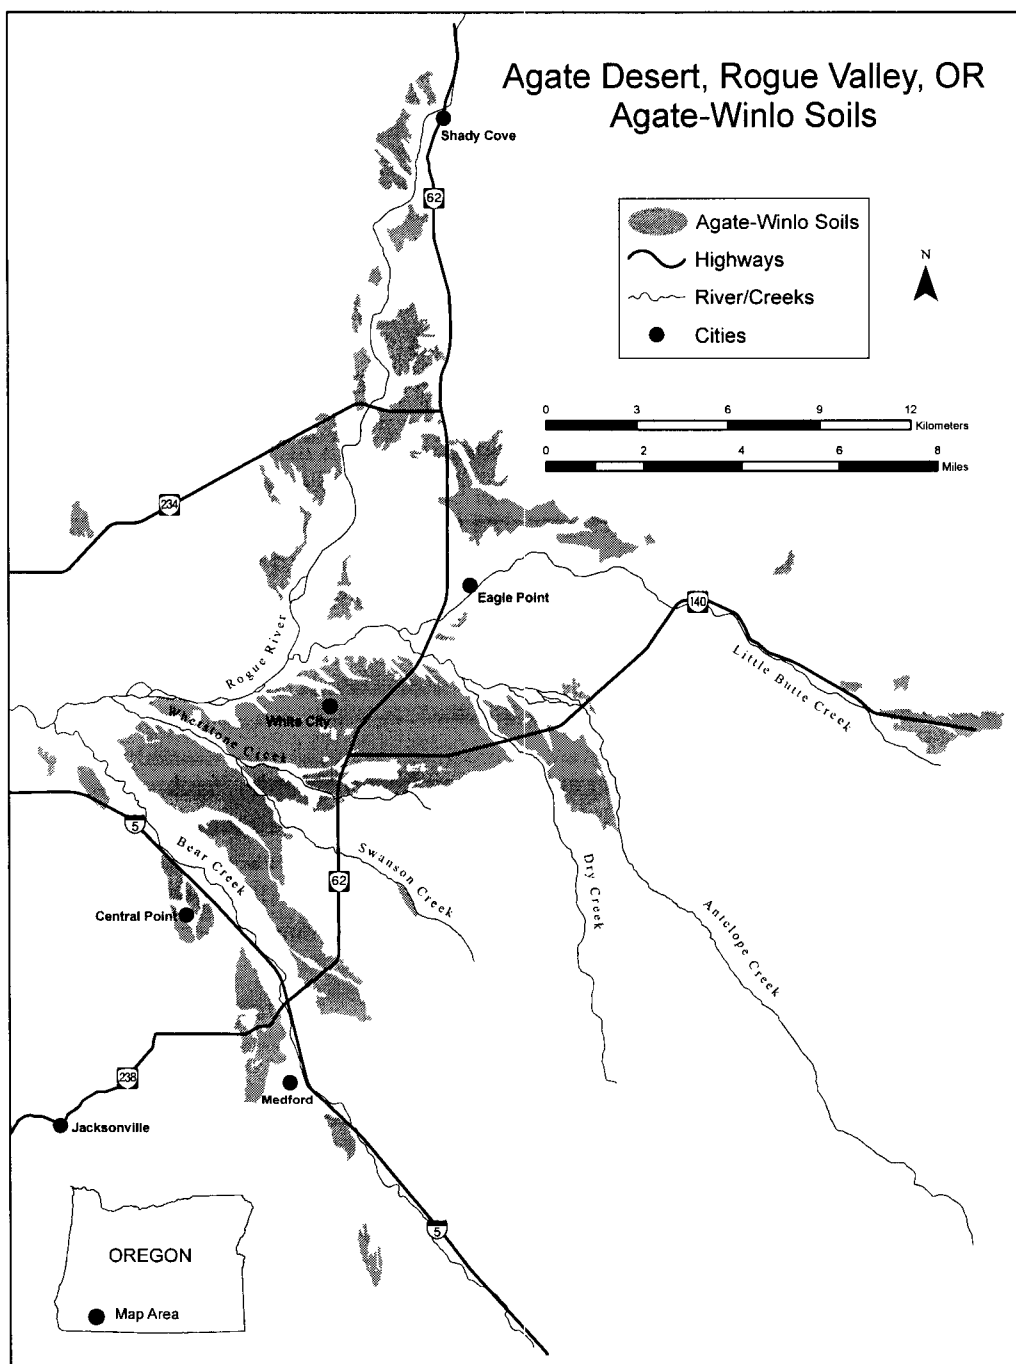 Agate Desert, Rogue Valley, OR
Agate-Winlo Soils
Agate-Winlo Soils
Highways
River/Creeks
Cities
N
0 3 6 9 12
Kilometers
0 2 4 6 8
Miles
Shady Cove
62
234
Eagle Point
140
Rogue River
Little Butte Creek
White City
Whetstone Creek
5
Bear Creek
Swanson Creek
62
Dry Creek
Antelope Creek
Central Point
238
Medford
Jacksonville
5
OREGON
Map Area